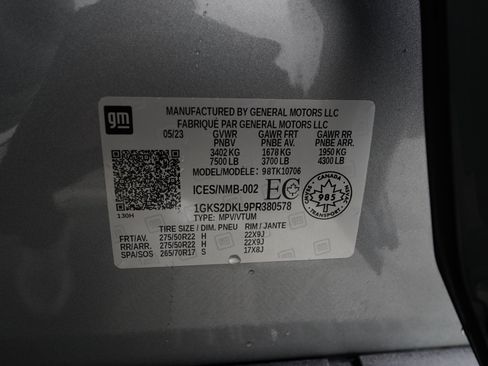 gm
MANUFACTURED BY GENERAL MOTORS LLC
FABRIQUÉ PAR GENERAL MOTORS LLC
05/23 GVWR GAWR FRT GAWR RR
PNBV PNBE AV. PNBE ARR.
3402 KG 1678 KG 1950 KG
7500 LB 3700 LB 4300 LB
MODEL/MODÈLE: 98TK10706
ICES/NMB-002 EC
CANADA
985
130H
1GKS2DKL9PR380578
TYPE: MPV/VTUM
TIRE SIZE / DIM. PNEU RIM / JANTE
FRT/AV. 275/50R22 H 22X9J
RR/ARR. 275/50R22 H 22X9J
SPA/SOS 265/70R17 S 17X8J